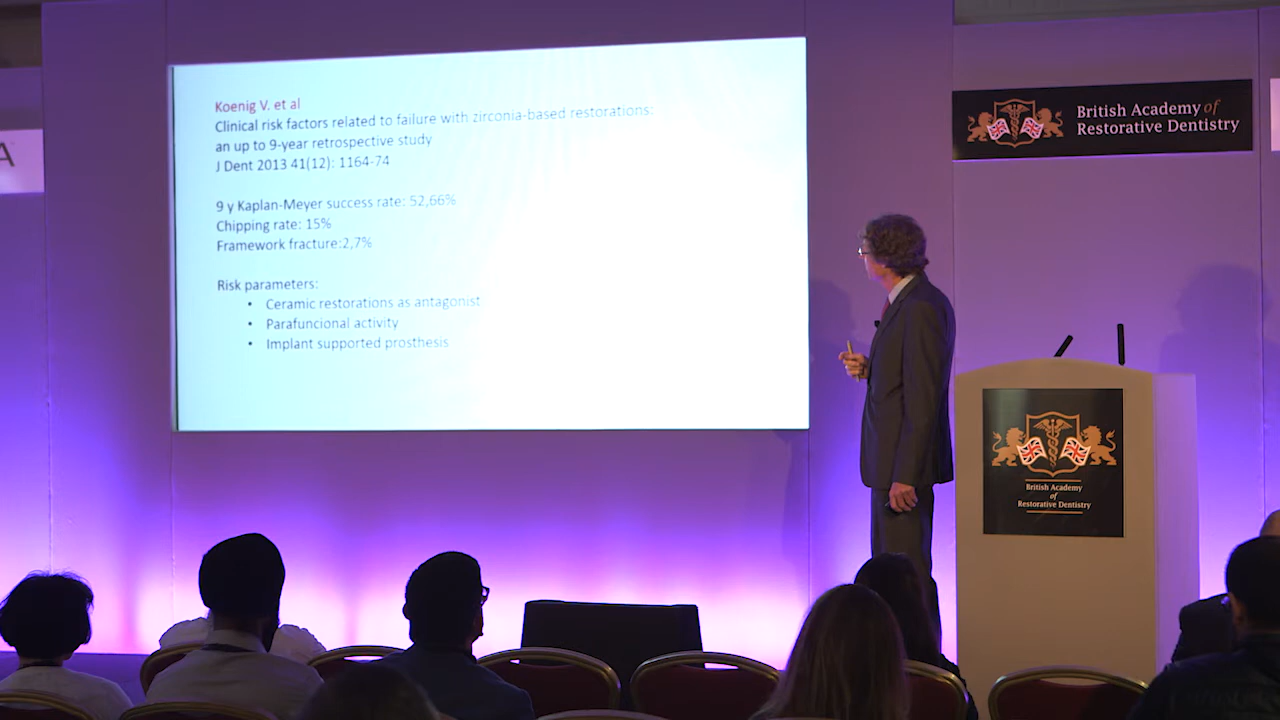 Koenig V. et al
Clinical risk factors related to failure with zirconia-based restorations:
an up to 9-year retrospective study
J Dent 2013 41(12): 1164-74
9 y Kaplan-Meyer success rate: 52,66%
Chipping rate: 15%
Framework fracture:2,7%
Risk parameters:
• Ceramic restorations as antagonist
• Parafuncional activity
• Implant supported prosthesis
A
British Academy of
Restorative Dentistry
British Academy
of
Restorative Dentistry